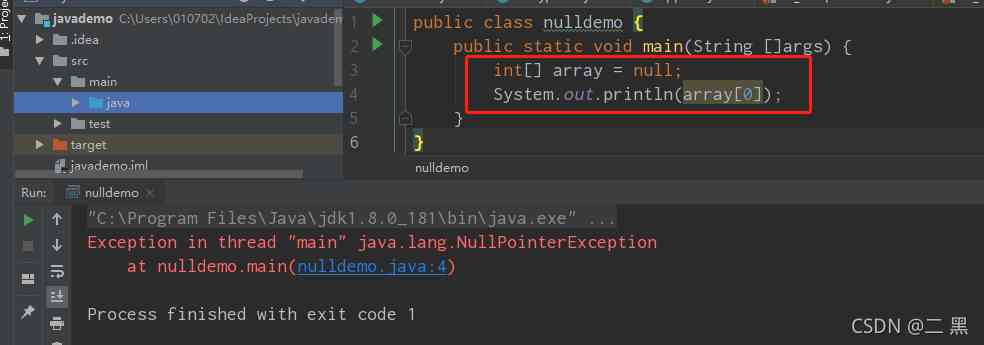 1: Project
javademo C:\Users\010702\IdeaProjects\javadem
.idea
src
main
java
test
target
javademo.iml
1 public class nulldemo {
2 public static void main(String []args) {
3 int[] array = null;
4 System.out.println(array[0]);
5 }
6 }
nulldemo
Run: nulldemo ×
"C:\Program Files\Java\jdk1.8.0_181\bin\java.exe" ...
Exception in thread "main" java.lang.NullPointerException
at nulldemo.main(nulldemo.java:4)
Process finished with exit code 1
CSDN @二 黑